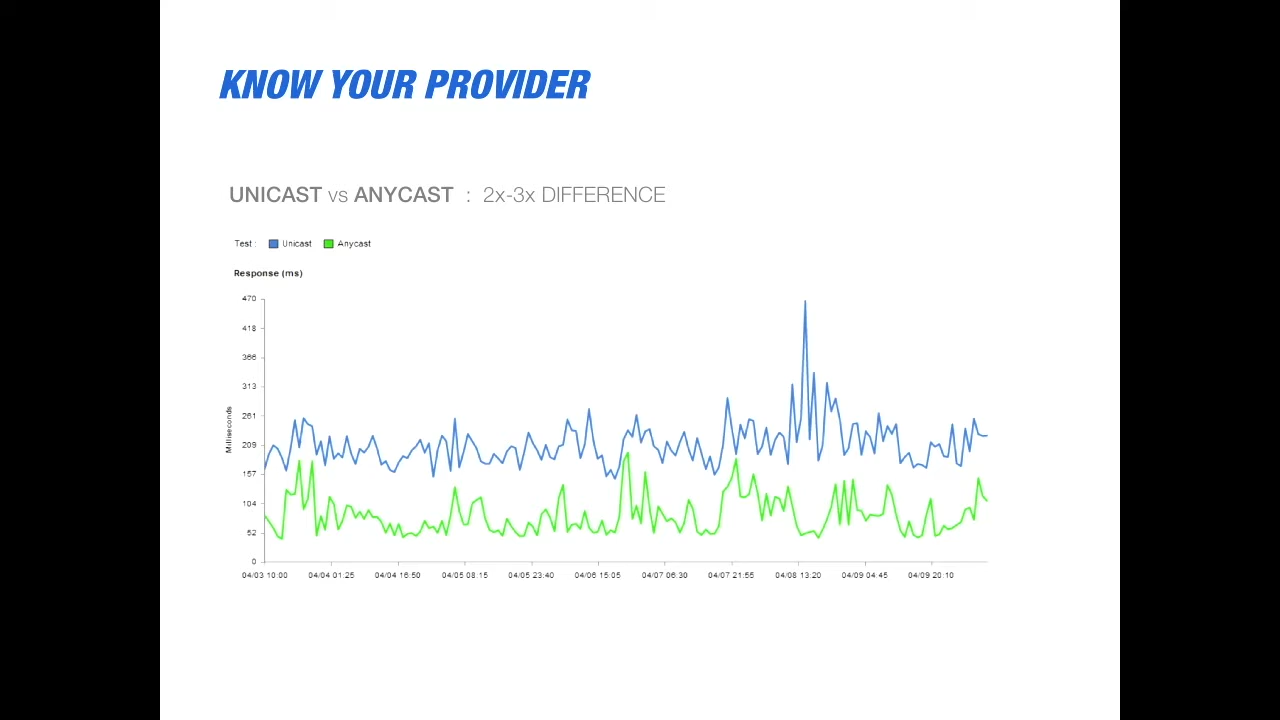 KNOW YOUR PROVIDER
UNICAST vs ANYCAST : 2x-3x DIFFERENCE
Test : Unicast Anycast
Response (ms)
Milliseconds
470
418
366
313
261
209
157
104
52
0
04/03 10:00 04/04 01:25 04/04 16:50 04/05 08:15 04/05 23:40 04/06 15:05 04/07 06:30 04/07 21:55 04/08 13:20 04/09 04:45 04/09 20:10